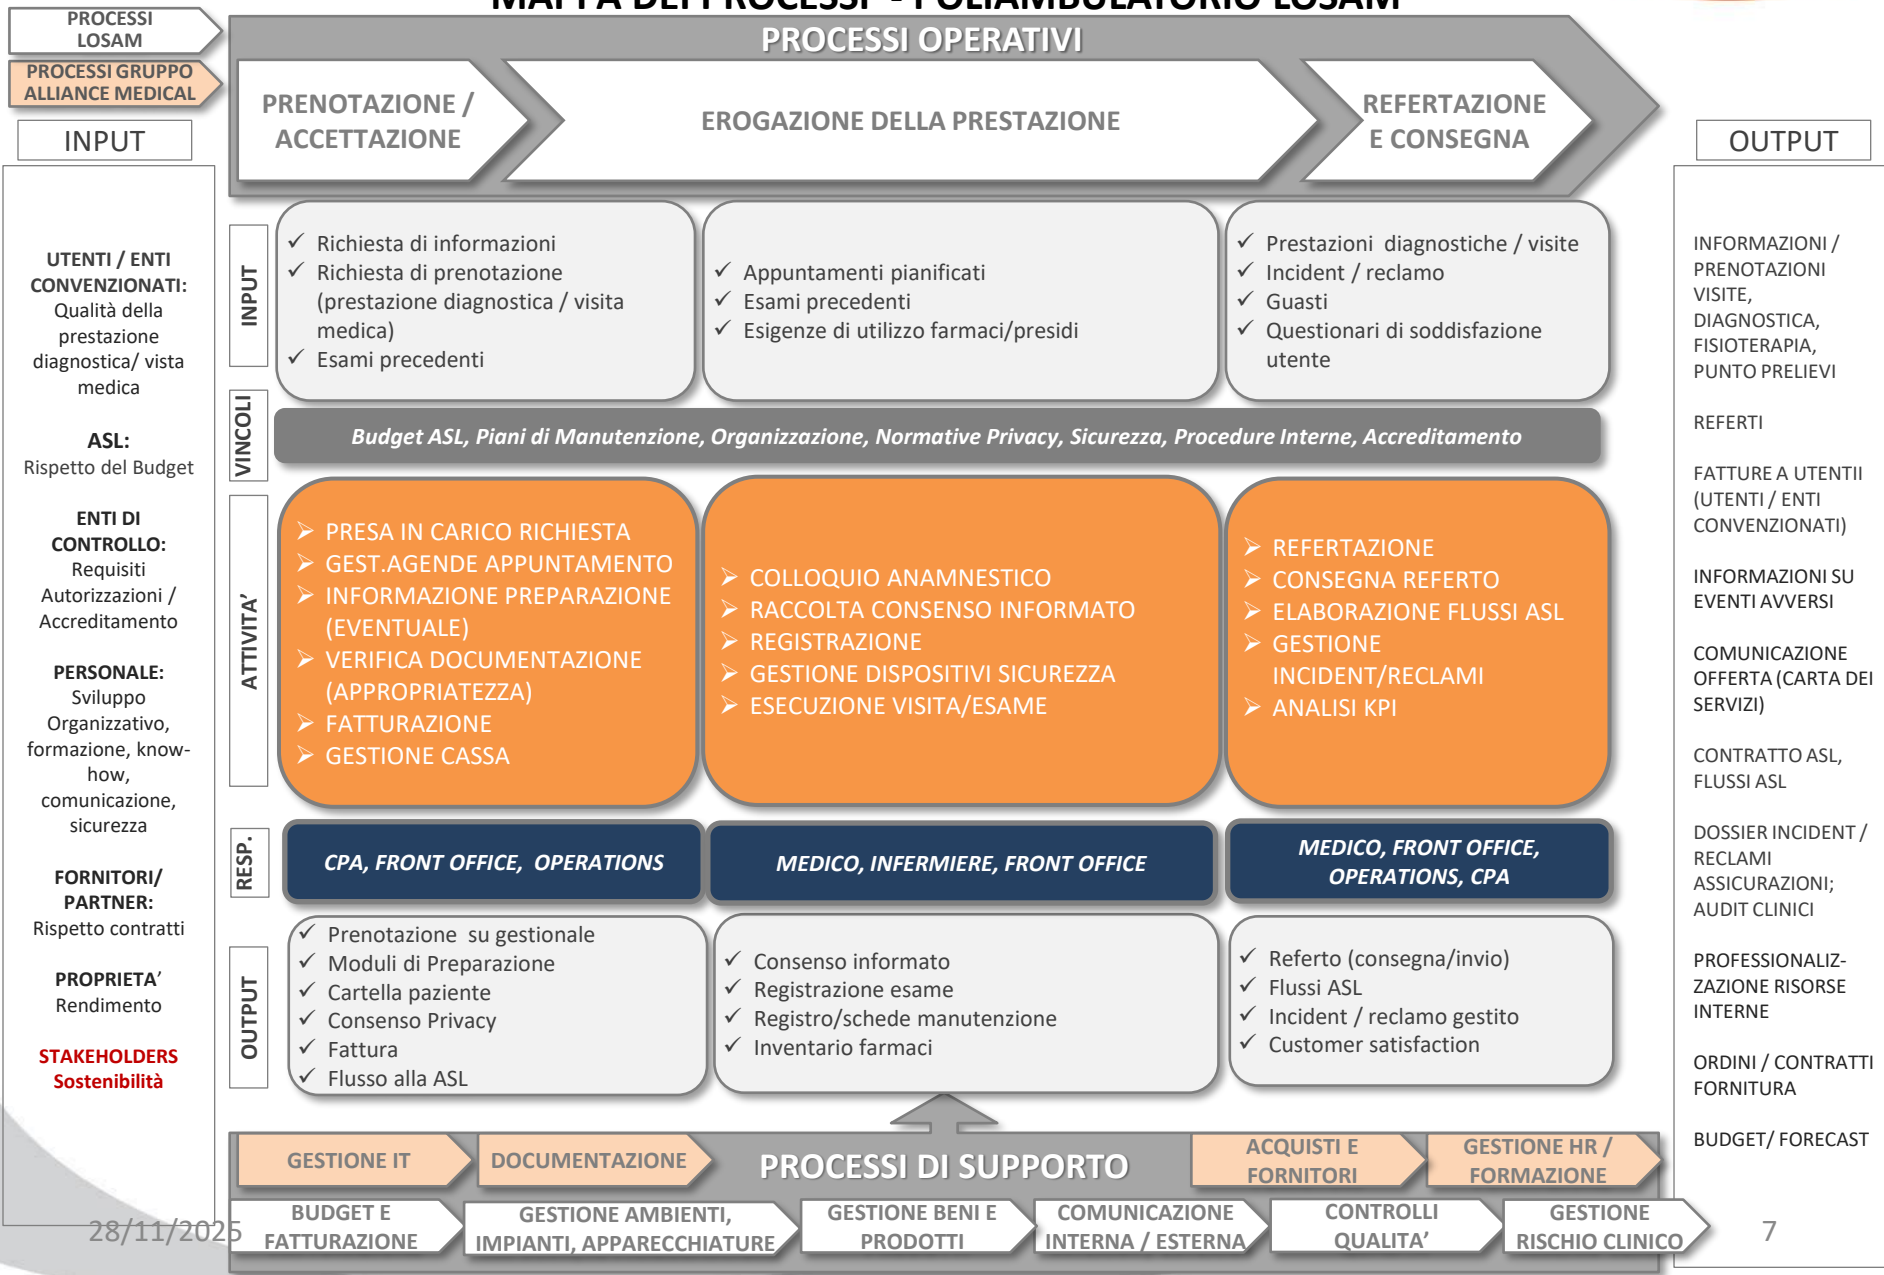 MAPPA DEI PROCESSI - POLIAMBULATORIO LOSAM
PROCESSI
LOSAM
PROCESSI GRUPPO
ALLIANCE MEDICAL
PROCESSI OPERATIVI
PRENOTAZIONE /
ACCETTAZIONE
EROGAZIONE DELLA PRESTAZIONE
REFERTAZIONE
E CONSEGNA
INPUT
UTENTI / ENTI
CONVENZIONATI:
Qualità della
prestazione
diagnostica/ vista
medica
ASL:
Rispetto del Budget
ENTI DI
CONTROLLO:
Requisiti
Autorizzazioni /
Accreditamento
PERSONALE:
Sviluppo
Organizzativo,
formazione, know-
how,
comunicazione,
sicurezza
FORNITORI/
PARTNER:
Rispetto contratti
PROPRIETA'
Rendimento
STAKEHOLDERS
Sostenibilità
INPUT
✓ Richiesta di informazioni
✓ Richiesta di prenotazione
(prestazione diagnostica / visita
medica)
✓ Esami precedenti
✓ Appuntamenti pianificati
✓ Esami precedenti
✓ Esigenze di utilizzo farmaci/presidi
✓ Prestazioni diagnostiche / visite
✓ Incident / reclamo
✓ Guasti
✓ Questionari di soddisfazione
utente
VINCOLI
Budget ASL, Piani di Manutenzione, Organizzazione, Normative Privacy, Sicurezza, Procedure Interne, Accreditamento
ATTIVITA'
➢ PRESA IN CARICO RICHIESTA
➢ GEST.AGENDE APPUNTAMENTO
➢ INFORMAZIONE PREPARAZIONE
(EVENTUALE)
➢ VERIFICA DOCUMENTAZIONE
(APPROPRIATEZZA)
➢ FATTURAZIONE
➢ GESTIONE CASSA
➢ COLLOQUIO ANAMNESTICO
➢ RACCOLTA CONSENSO INFORMATO
➢ REGISTRAZIONE
➢ GESTIONE DISPOSITIVI SICUREZZA
➢ ESECUZIONE VISITA/ESAME
➢ REFERTAZIONE
➢ CONSEGNA REFERTO
➢ ELABORAZIONE FLUSSI ASL
➢ GESTIONE
INCIDENT/RECLAMI
➢ ANALISI KPI
RESP.
CPA, FRONT OFFICE, OPERATIONS
MEDICO, INFERMIERE, FRONT OFFICE
MEDICO, FRONT OFFICE,
OPERATIONS, CPA
OUTPUT
✓ Prenotazione su gestionale
✓ Moduli di Preparazione
✓ Cartella paziente
✓ Consenso Privacy
✓ Fattura
✓ Flusso alla ASL
✓ Consenso informato
✓ Registrazione esame
✓ Registro/schede manutenzione
✓ Inventario farmaci
✓ Referto (consegna/invio)
✓ Flussi ASL
✓ Incident / reclamo gestito
✓ Customer satisfaction
OUTPUT
INFORMAZIONI /
PRENOTAZIONI
VISITE,
DIAGNOSTICA,
FISIOTERAPIA,
PUNTO PRELIEVI
REFERTI
FATTURE A UTENTII
(UTENTI / ENTI
CONVENZIONATI)
INFORMAZIONI SU
EVENTI AVVERSI
COMUNICAZIONE
OFFERTA (CARTA DEI
SERVIZI)
CONTRATTO ASL,
FLUSSI ASL
DOSSIER INCIDENT /
RECLAMI
ASSICURAZIONI;
AUDIT CLINICI
PROFESSIONALIZ-
ZAZIONE RISORSE
INTERNE
ORDINI / CONTRATTI
FORNITURA
BUDGET/ FORECAST
GESTIONE IT
DOCUMENTAZIONE
PROCESSI DI SUPPORTO
ACQUISTI E
FORNITORI
GESTIONE HR /
FORMAZIONE
BUDGET E
FATTURAZIONE
GESTIONE AMBIENTI,
IMPIANTI, APPARECCHIATURE
GESTIONE BENI E
PRODOTTI
COMUNICAZIONE
INTERNA / ESTERNA
CONTROLLI
QUALITA'
GESTIONE
RISCHIO CLINICO
28/11/2025
7